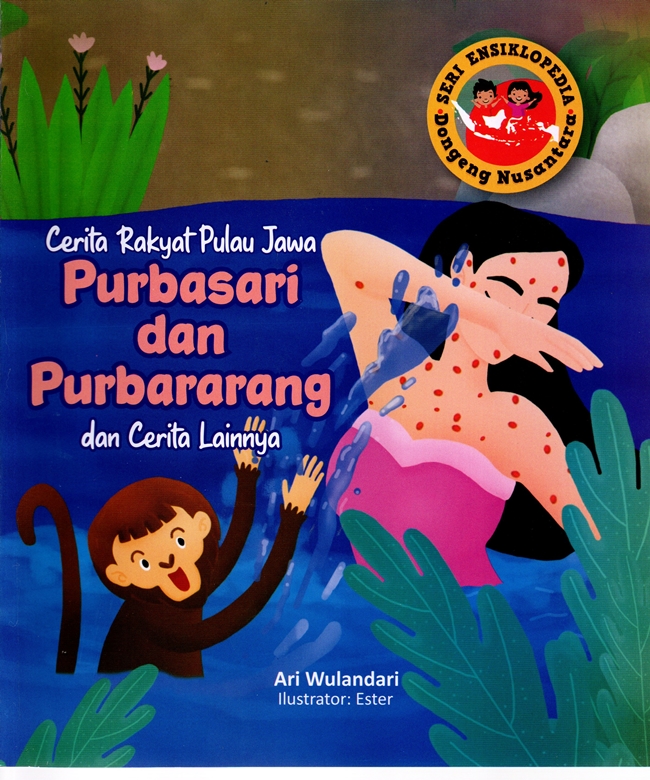 SERI ENSIKLOPEDIA
Dongeng Nusantara
Cerita Rakyat Pulau Jawa
Purbasari
dan
Purbararang
dan Cerita Lainnya
Ari Wulandari
Ilustrator: Ester